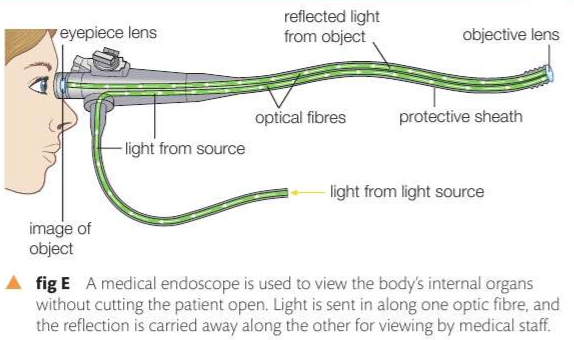 eyepiece lens
reflected light
from object
objective lens
optical fibres
protective sheath
light from source
light from light source
image of
object
fig E A medical endoscope is used to view the body's internal organs
without cutting the patient open. Light is sent in along one optic fibre, and
the reflection is carried away along the other for viewing by medical staff.